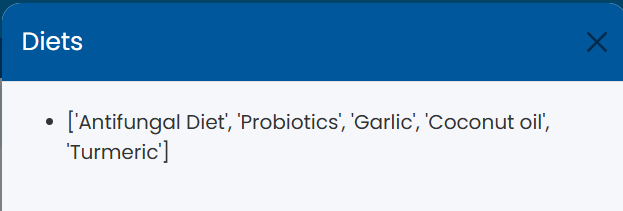 Diets
['Antifungal Diet', 'Probiotics', 'Garlic', 'Coconut oil',
'Turmeric']